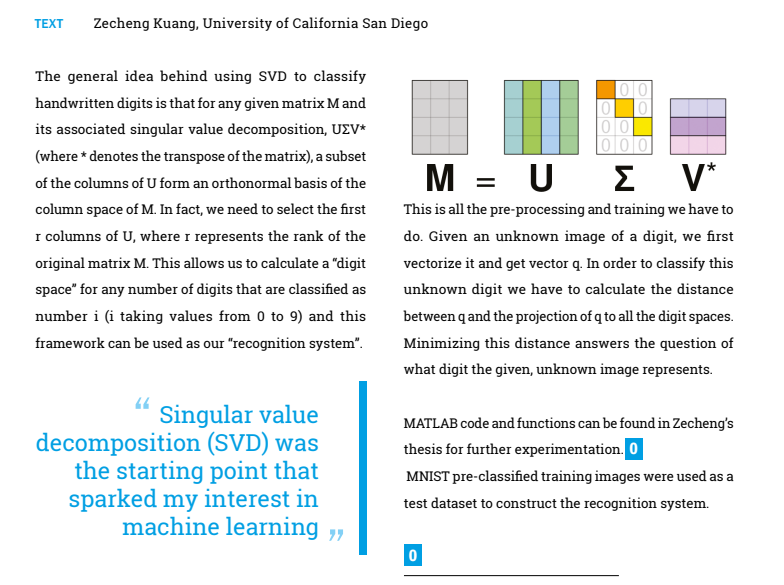 TEXT Zecheng Kuang, University of California San Diego
The general idea behind using SVD to classify
handwritten digits is that for any given matrix M and
its associated singular value decomposition, UΣV*
(where * denotes the transpose of the matrix), a subset
of the columns of U form an orthonormal basis of the
column space of M. In fact, we need to select the first
r columns of U, where r represents the rank of the
original matrix M. This allows us to calculate a “digit
space” for any number of digits that are classified as
number i (i taking values from 0 to 9) and this
framework can be used as our “recognition system”.
“ Singular value
decomposition (SVD) was
the starting point that
sparked my interest in
machine learning „
0 0
0 0
0 0
0 0 0
M = U Σ V*
This is all the pre-processing and training we have to
do. Given an unknown image of a digit, we first
vectorize it and get vector q. In order to classify this
unknown digit we have to calculate the distance
between q and the projection of q to all the digit spaces.
Minimizing this distance answers the question of
what digit the given, unknown image represents.
MATLAB code and functions can be found in Zecheng’s
thesis for further experimentation. 0
MNIST pre-classified training images were used as a
test dataset to construct the recognition system.
0